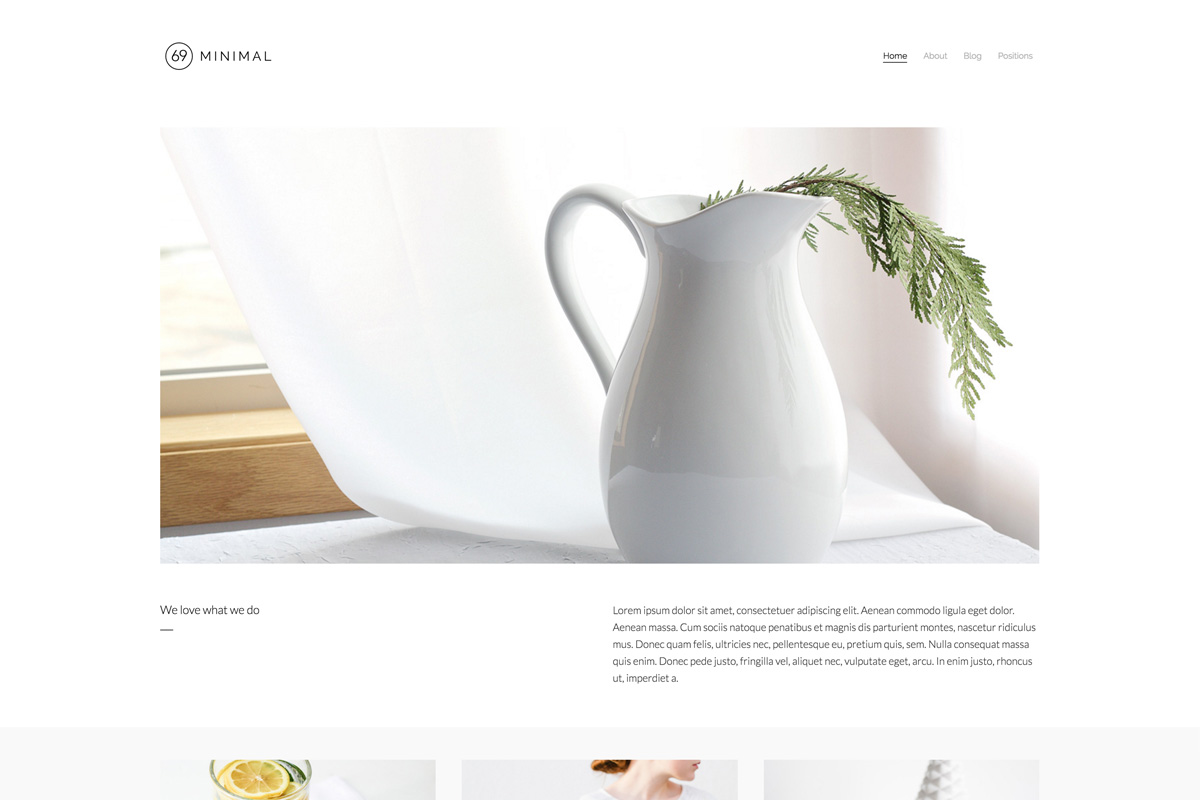 69 MINIMAL
Home About Blog Positions
We love what we do
Lorem ipsum dolor sit amet, consectetuer adipiscing elit. Aenean commodo ligula eget dolor.
Aenean massa. Cum sociis natoque penatibus et magnis dis parturient montes, nascetur ridiculus
mus. Donec quam felis, ultricies nec, pellentesque eu, pretium quis, sem. Nulla consequat massa
quis enim. Donec pede justo, fringilla vel, aliquet nec, vulputate eget, arcu. In enim justo, rhoncus
ut, imperdiet a.